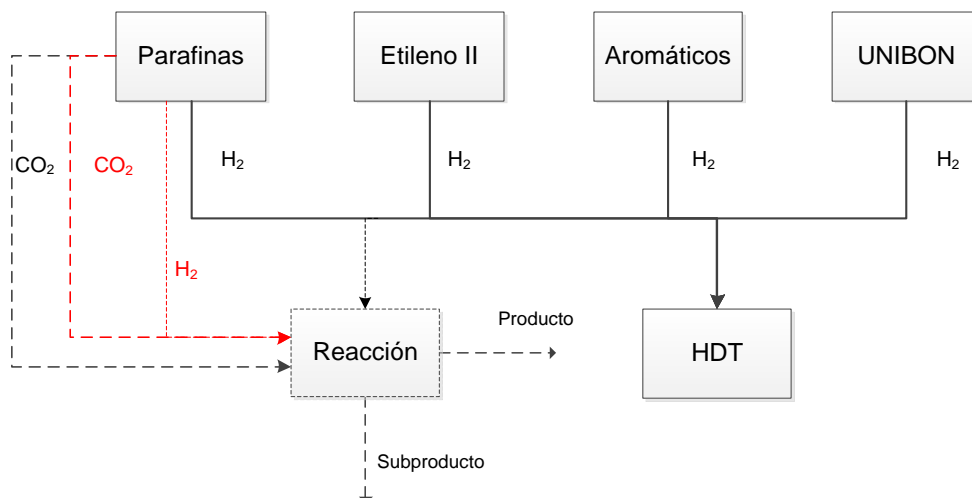 Parafinas
Etileno II
Aromáticos
UNIBON
CO₂
CO₂
H₂
H₂
H₂
H₂
H₂
Producto
Reacción
HDT
Subproducto